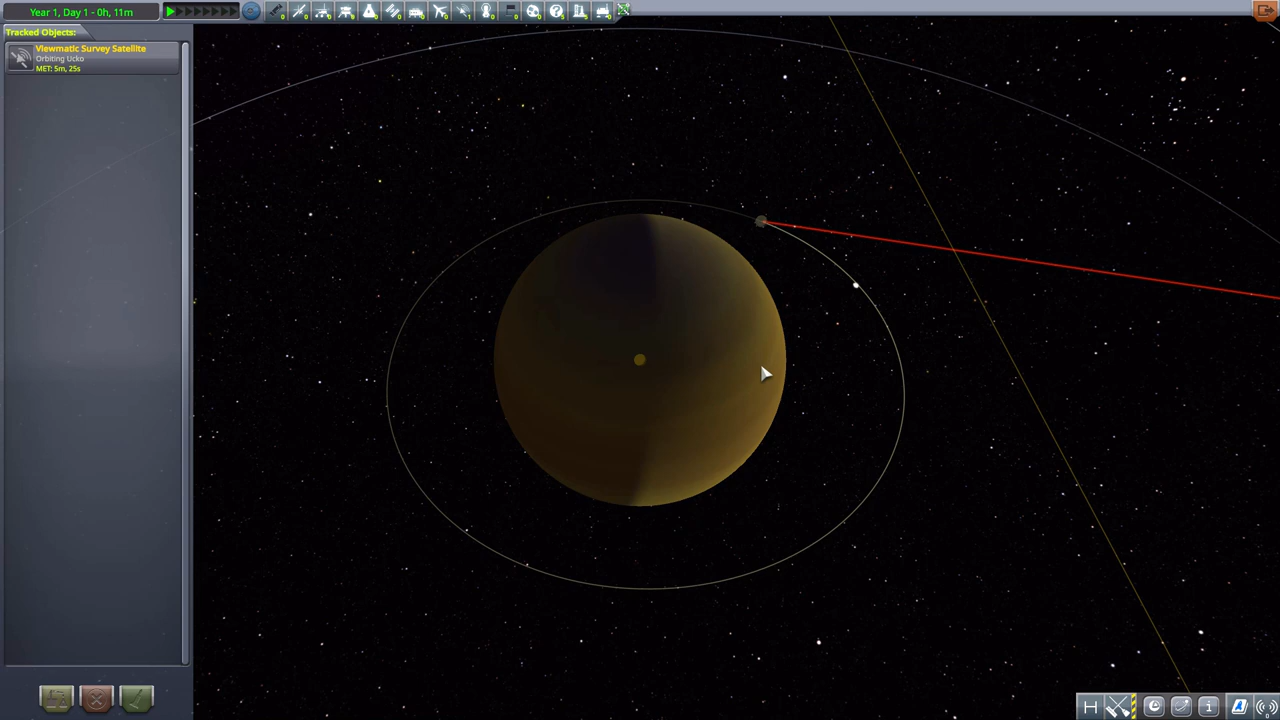 Year 1, Day 1 - 0h, 11m
Tracked Objects:
Viewmatic Survey Satellite
Orbiting Ucko
MET: 5m, 25s